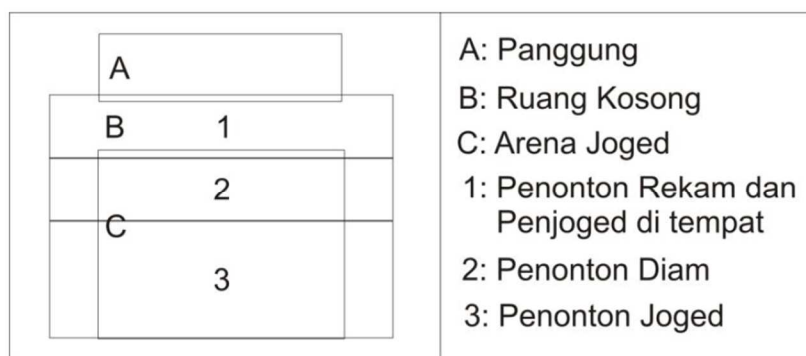 A
B 1
2
C
3
A: Panggung
B: Ruang Kosong
C: Arena Joged
1: Penonton Rekam dan
Penjoged di tempat
2: Penonton Diam
3: Penonton Joged